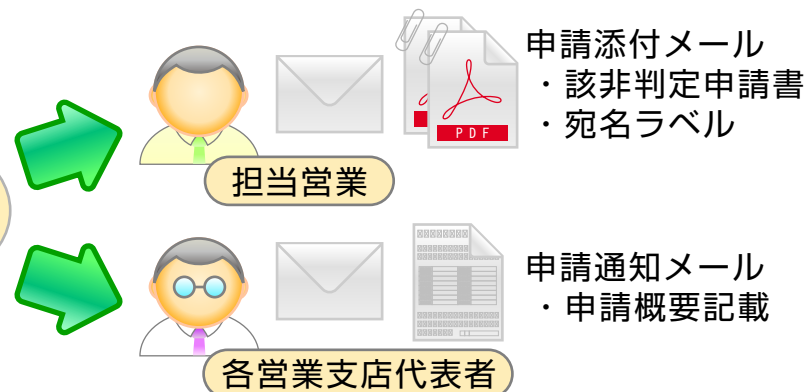 申請添付メール
・該非判定申請書
・宛名ラベル
PDF
担当営業
申請通知メール
・申請概要記載
各営業支店代表者